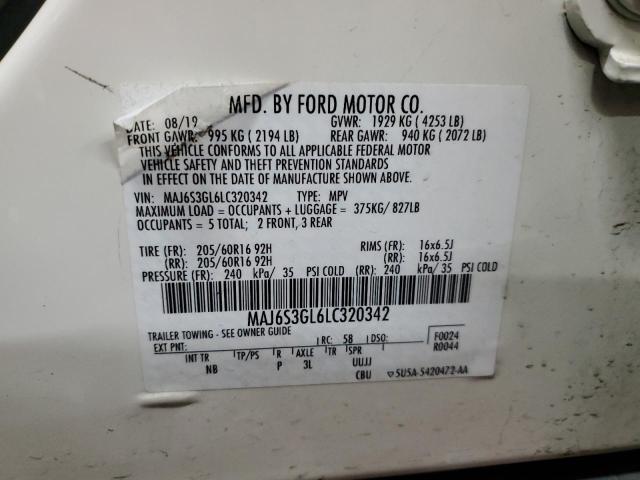 MFD. BY FORD MOTOR CO.
DATE: 08/19 GVWR: 1929 KG ( 4253 LB)
FRONT GAWR: 995 KG ( 2194 LB) REAR GAWR: 940 KG ( 2072 LB)
THIS VEHICLE CONFORMS TO ALL APPLICABLE FEDERAL MOTOR
VEHICLE SAFETY AND THEFT PREVENTION STANDARDS
IN EFFECT ON THE DATE OF MANUFACTURE SHOWN ABOVE.
VIN: MAJ6S3GL6LC320342 TYPE: MPV
MAXIMUM LOAD = OCCUPANTS + LUGGAGE = 375KG/ 827LB
OCCUPANTS = 5 TOTAL; 2 FRONT, 3 REAR
TIRE (FR): 205/60R16 92H RIMS (FR): 16x6.5J
(RR): 205/60R16 92H (RR): 16x6.5J
PRESSURE (FR): 240 kPa/ 35 PSI COLD (RR): 240 kPa/ 35 PSI COLD
MAJ6S3GL6LC320342
TRAILER TOWING - SEE OWNER GUIDE
EXT PNT: RC: 58 DSO: F0024
R0044
INT TR TP/PS R AXLE TR SPR
NB P 3L UUJJ
CBU 5U5A-5420472-AA